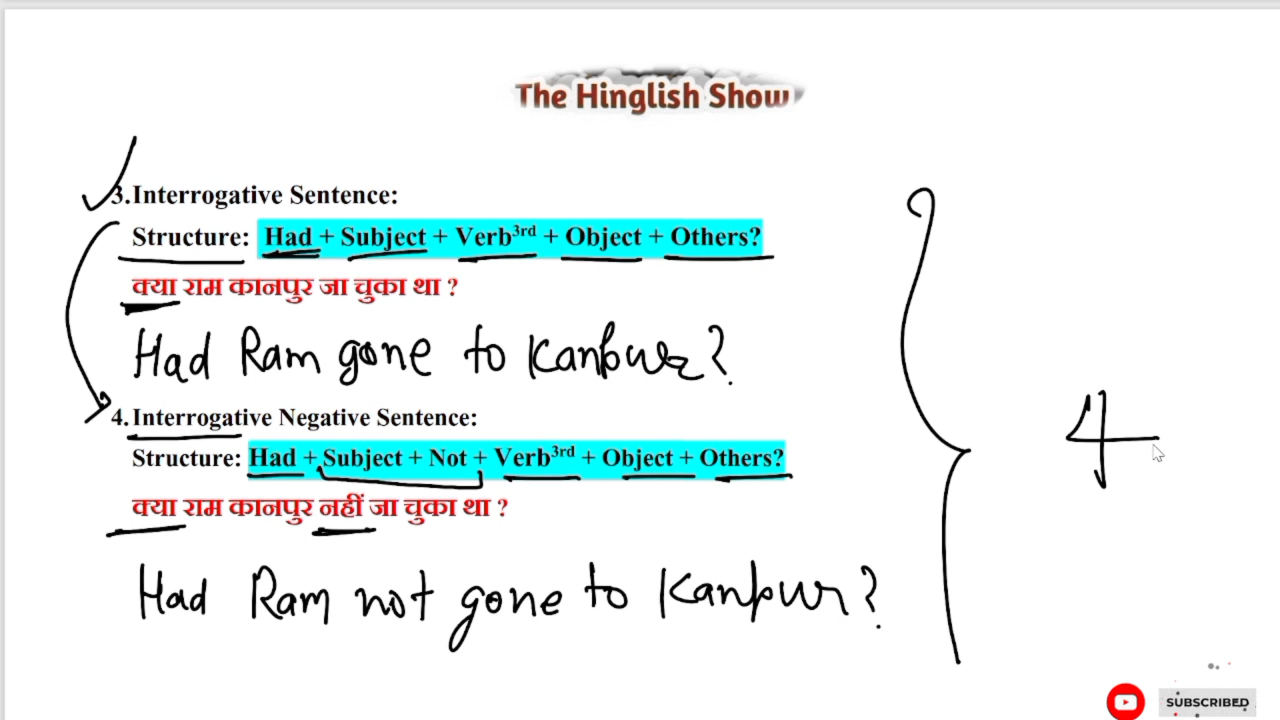 The Hinglish Show
3. Interrogative Sentence:
Structure: Had + Subject + Verb3rd + Object + Others?
क्या राम कानपुर जा चुका था ?
Had Ram gone to Kanpur?
4. Interrogative Negative Sentence:
Structure: Had + Subject + Not + Verb3rd + Object + Others?
क्या राम कानपुर नहीं जा चुका था ?
Had Ram not gone to Kanpur?
4
SUBSCRIBED